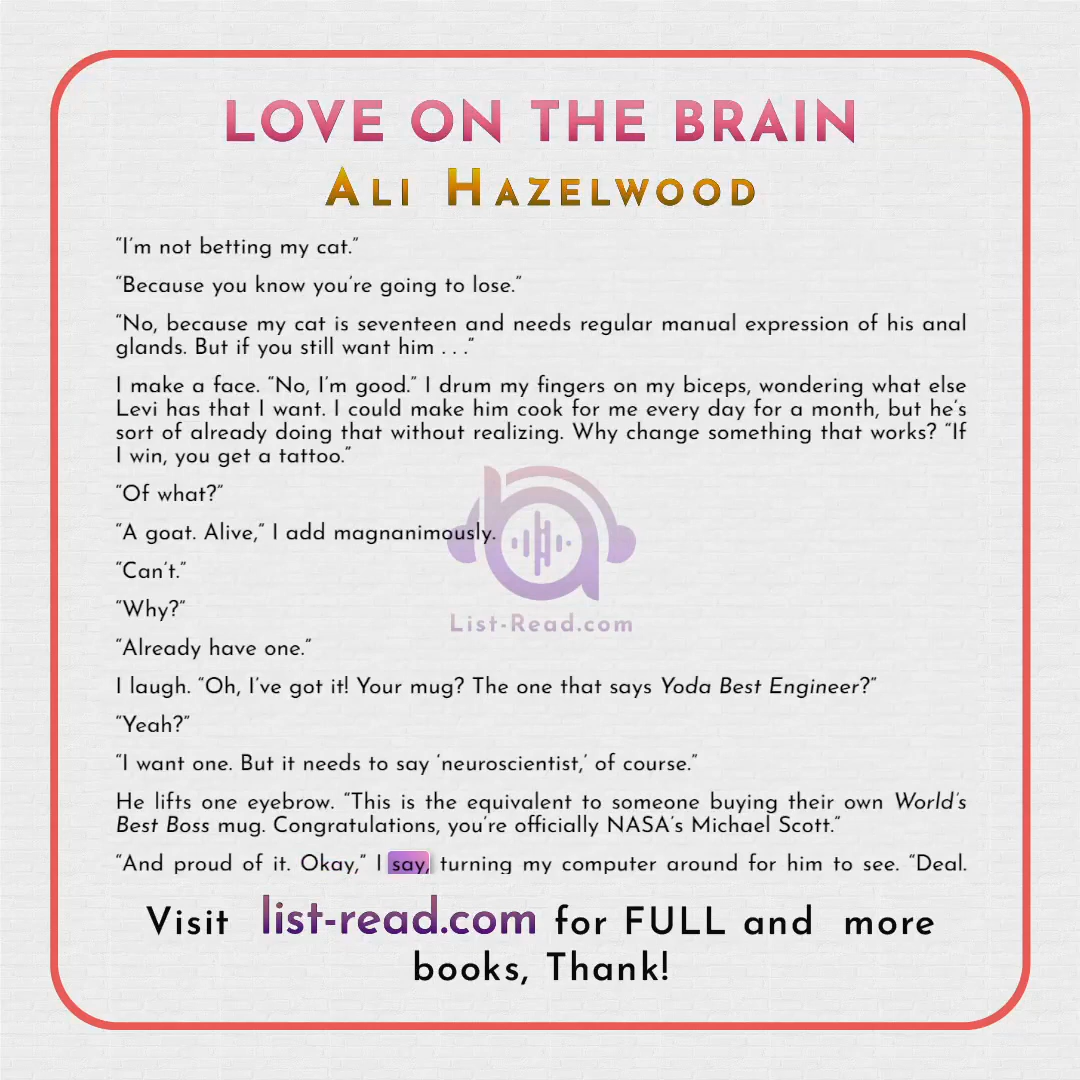 LOVE ON THE BRAIN
ALI HAZELWOOD
“I’m not betting my cat.”
“Because you know you’re going to lose.”
“No, because my cat is seventeen and needs regular manual expression of his anal
glands. But if you still want him . . .”
I make a face. “No, I’m good.” I drum my fingers on my biceps, wondering what else
Levi has that I want. I could make him cook for me every day for a month, but he’s
sort of already doing that without realizing. Why change something that works? “If
I win, you get a tattoo.”
“Of what?”
“A goat. Alive,” I add magnanimously.
“Can’t.”
“Why?”
“Already have one.”
List-Read.com
I laugh. “Oh, I’ve got it! Your mug? The one that says Yoda Best Engineer?”
“Yeah?”
“I want one. But it needs to say ‘neuroscientist,’ of course.”
He lifts one eyebrow. “This is the equivalent to someone buying their own World’s
Best Boss mug. Congratulations, you’re officially NASA’s Michael Scott.”
“And proud of it. Okay,” I say, turning my computer around for him to see. “Deal.
Visit list-read.com for FULL and more
books, Thank!